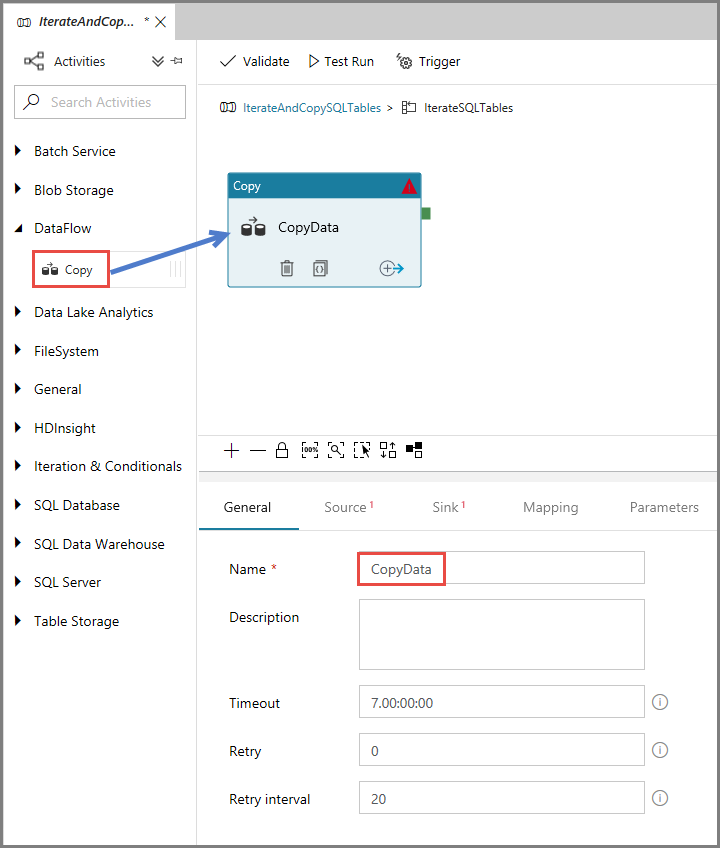 IterateAndCop... *
Activities
Search Activities
Batch Service
Blob Storage
DataFlow
Copy
Data Lake Analytics
FileSystem
General
HDInsight
Iteration & Conditionals
SQL Database
SQL Data Warehouse
SQL Server
Table Storage
Validate Test Run Trigger
IterateAndCopySQLTables > IterateSQLTables
Copy
CopyData
100%
General Source 1 Sink 1 Mapping Parameters
Name * CopyData
Description
Timeout 7.00:00:00
Retry 0
Retry interval 20